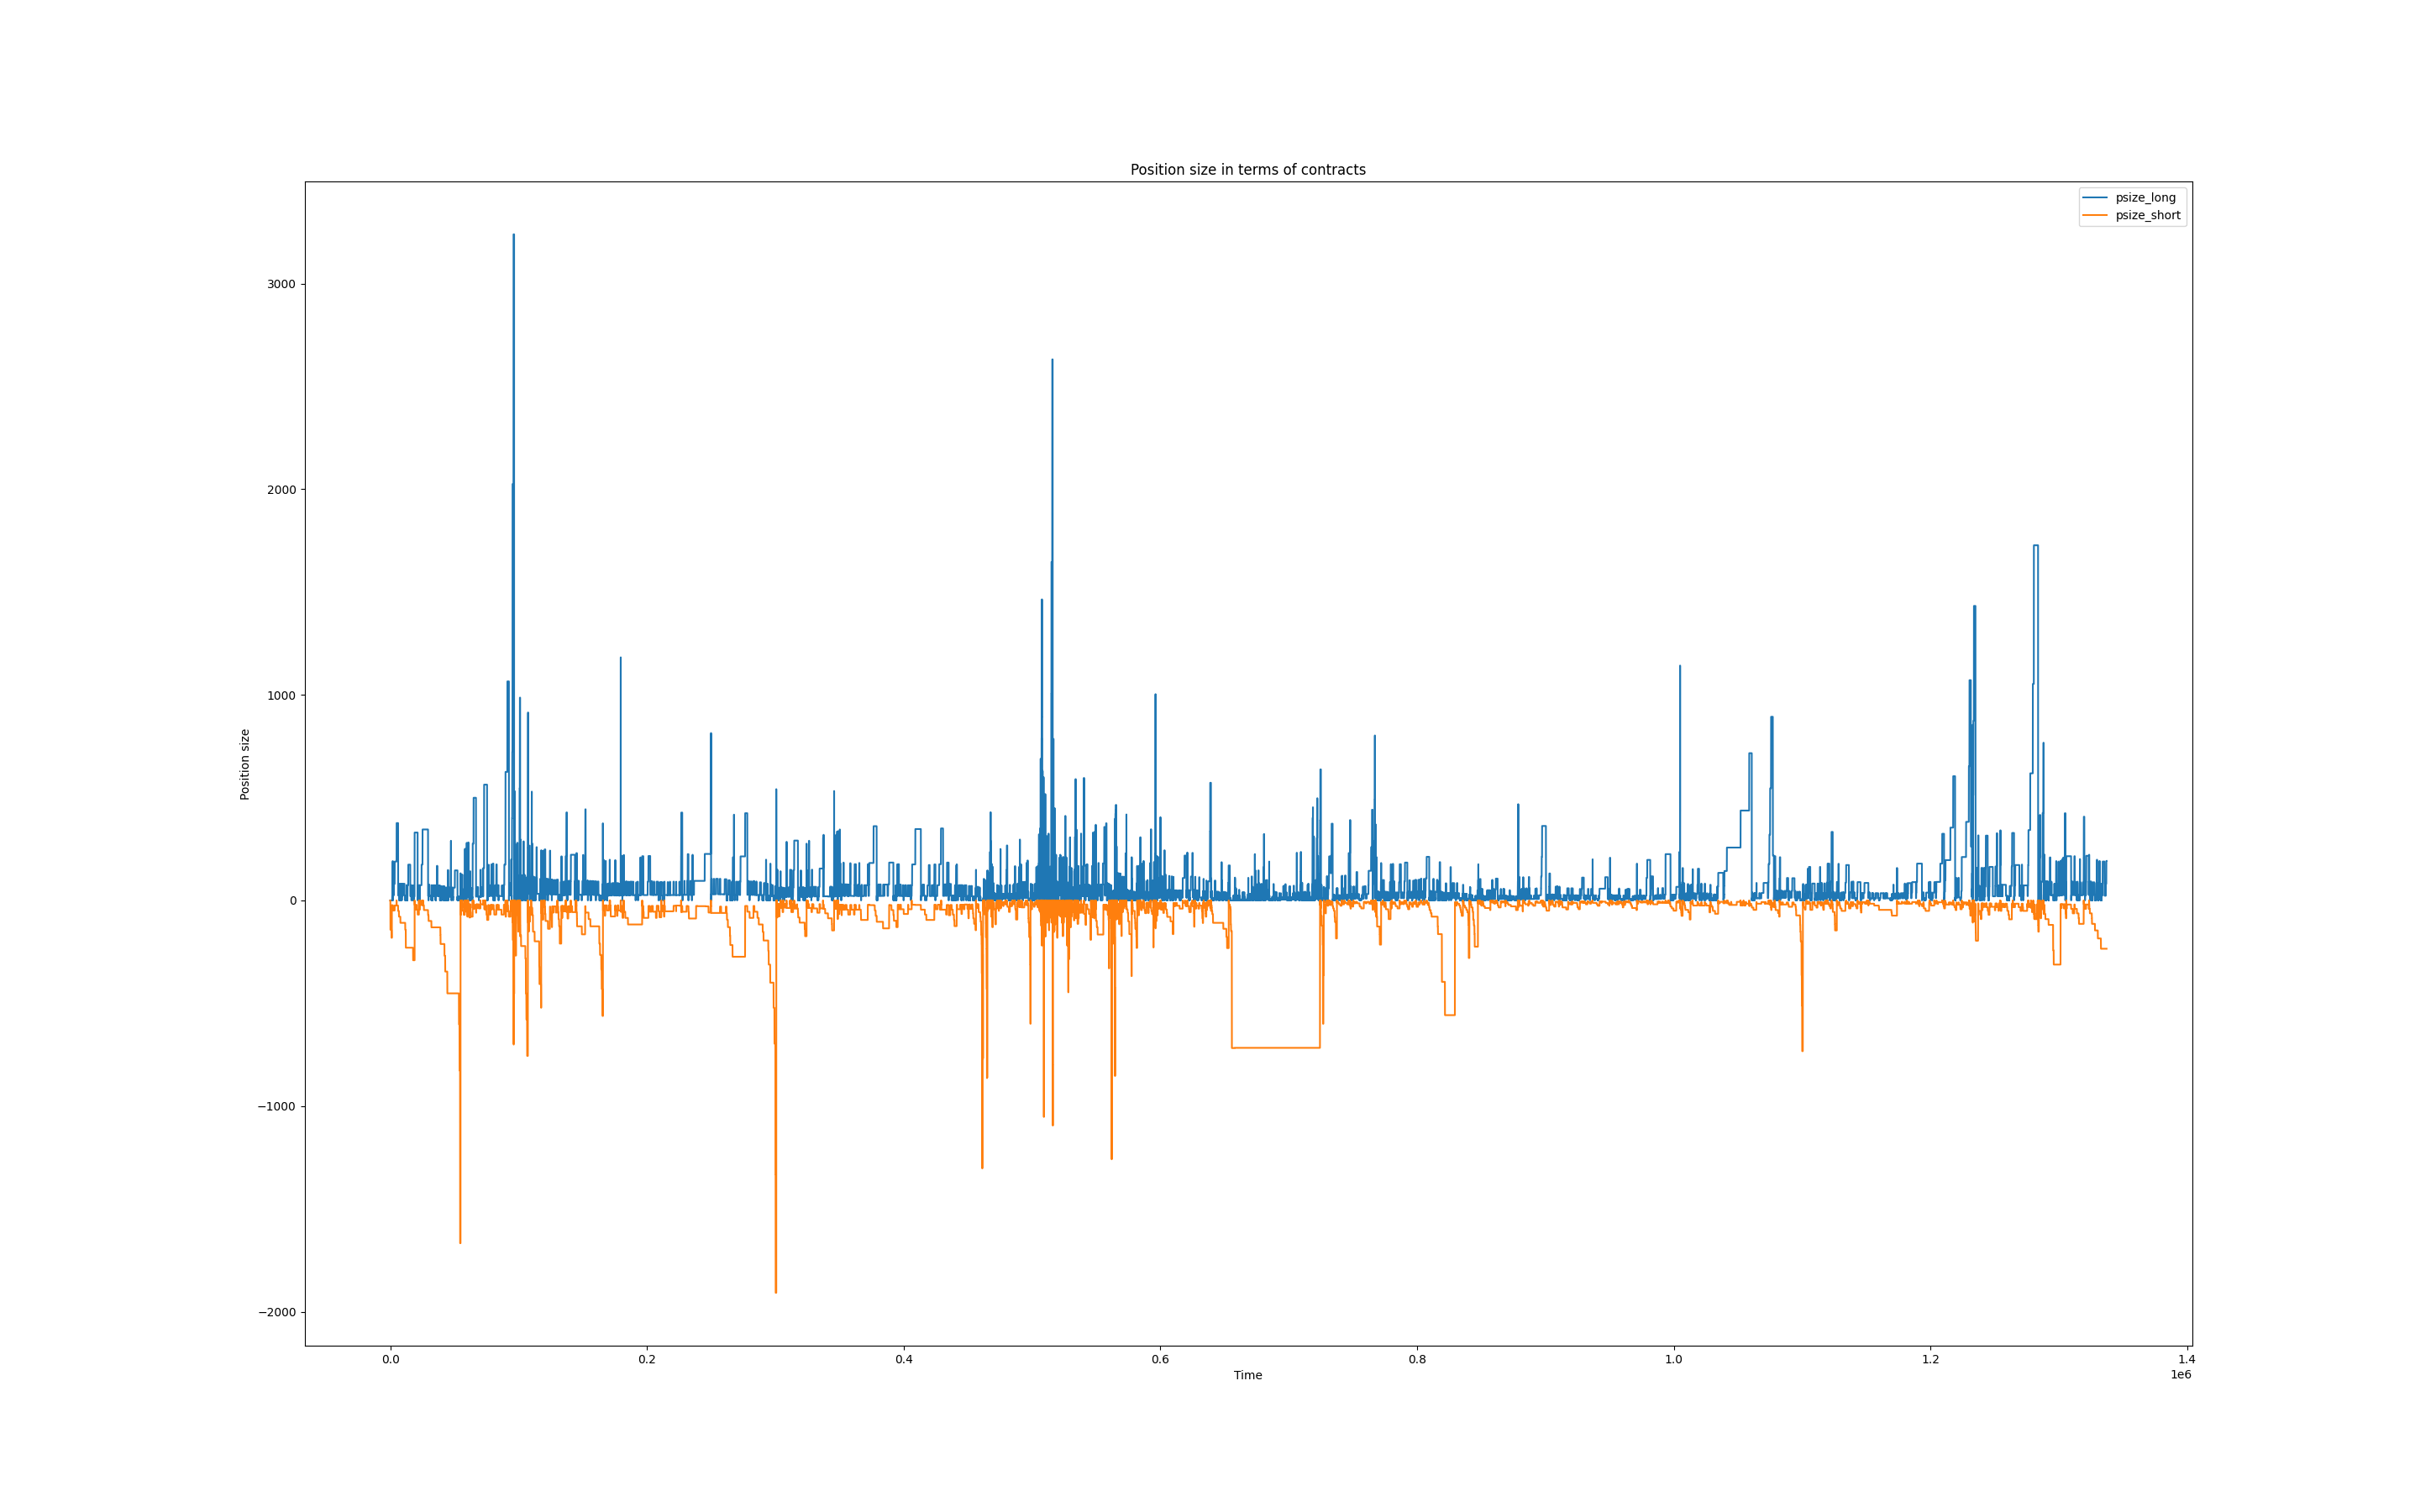 Position size in terms of contracts
psize_long
psize_short
3000
2000
1000
0
−1000
−2000
Position size
0.0 0.2 0.4 0.6 0.8 1.0 1.2 1.4
1e6
Time